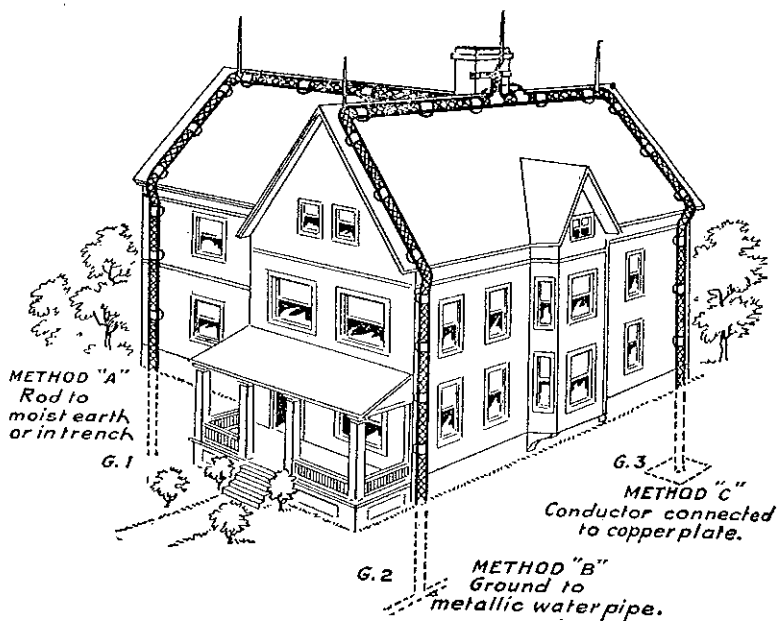 METHOD "A"
Rod to
moist earth
or in trench
G.1
G.3
METHOD "C"
Conductor connected
to copper plate.
G.2
METHOD "B"
Ground to
metallic water pipe.